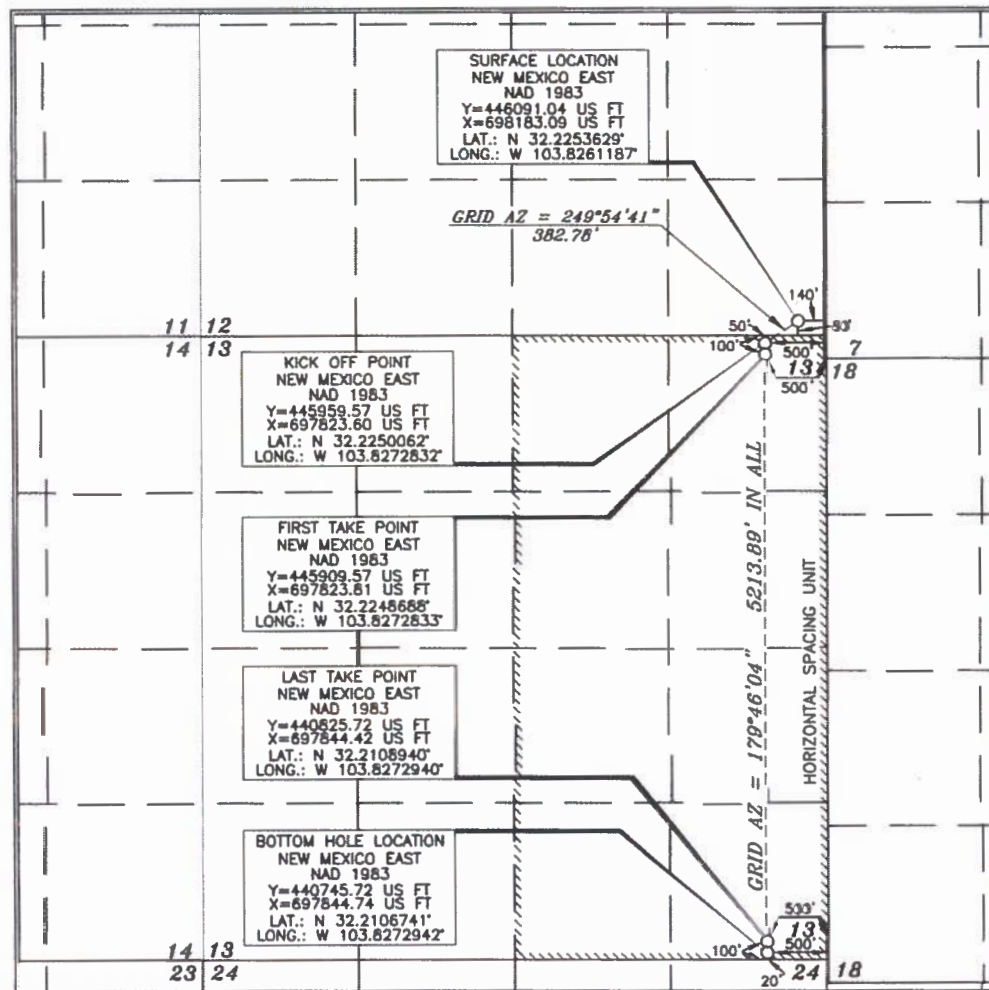 SURFACE LOCATION
NEW MEXICO EAST
NAD 1983
Y=446091.04 US FT
X=698183.09 US FT
LAT.: N 32.2253629°
LONG.: W 103.8261187°
GRID AZ = 249°54'41"
382.78'
140'
50'
100'
500'
500'
11 12
14 13
7
13 18
KICK OFF POINT
NEW MEXICO EAST
NAD 1983
Y=445959.57 US FT
X=697823.60 US FT
LAT.: N 32.2250062°
LONG.: W 103.8272832°
FIRST TAKE POINT
NEW MEXICO EAST
NAD 1983
Y=445909.57 US FT
X=697823.81 US FT
LAT.: N 32.2248688°
LONG.: W 103.8272833°
GRID AZ = 179°46'04" 5213.89' IN ALL
HORIZONTAL SPACING UNIT
LAST TAKE POINT
NEW MEXICO EAST
NAD 1983
Y=440825.72 US FT
X=697844.42 US FT
LAT.: N 32.2108940°
LONG.: W 103.8272940°
BOTTOM HOLE LOCATION
NEW MEXICO EAST
NAD 1983
Y=440745.72 US FT
X=697844.74 US FT
LAT.: N 32.2106741°
LONG.: W 103.8272942°
13
100'
500'
20'
14 13
23 24
24 18